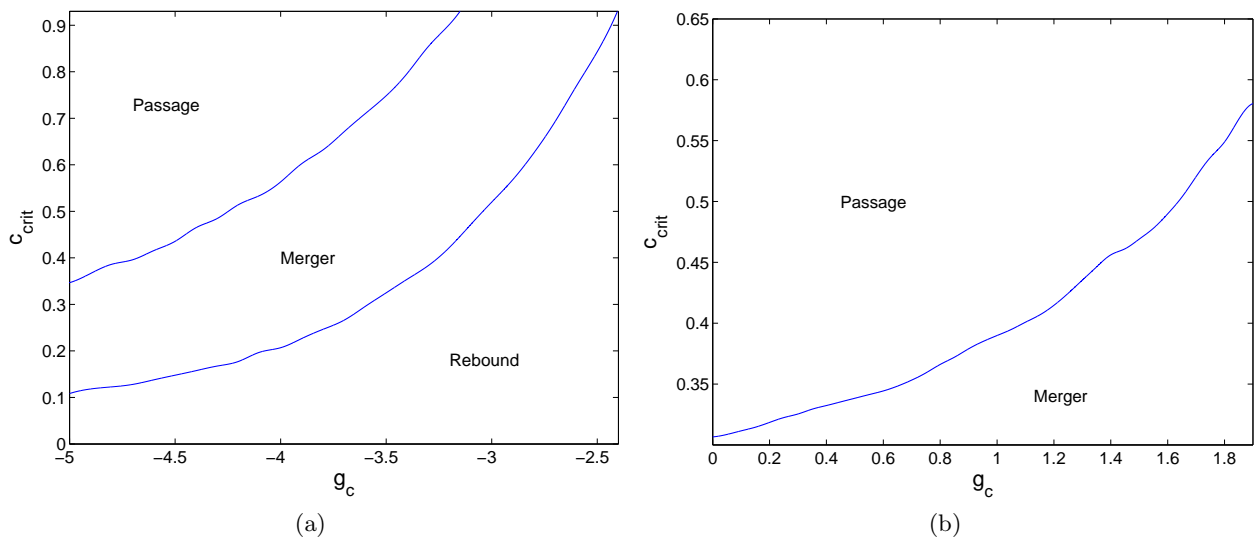 0.9
0.8
0.7
0.6
0.5
0.4
0.3
0.2
0.1
0
c_crit
Passage
Merger
Rebound
−5 −4.5 −4 −3.5 −3 −2.5
g_c
(a)
0.65
0.6
0.55
0.5
0.45
0.4
0.35
c_crit
Passage
Merger
0 0.2 0.4 0.6 0.8 1 1.2 1.4 1.6 1.8
g_c
(b)